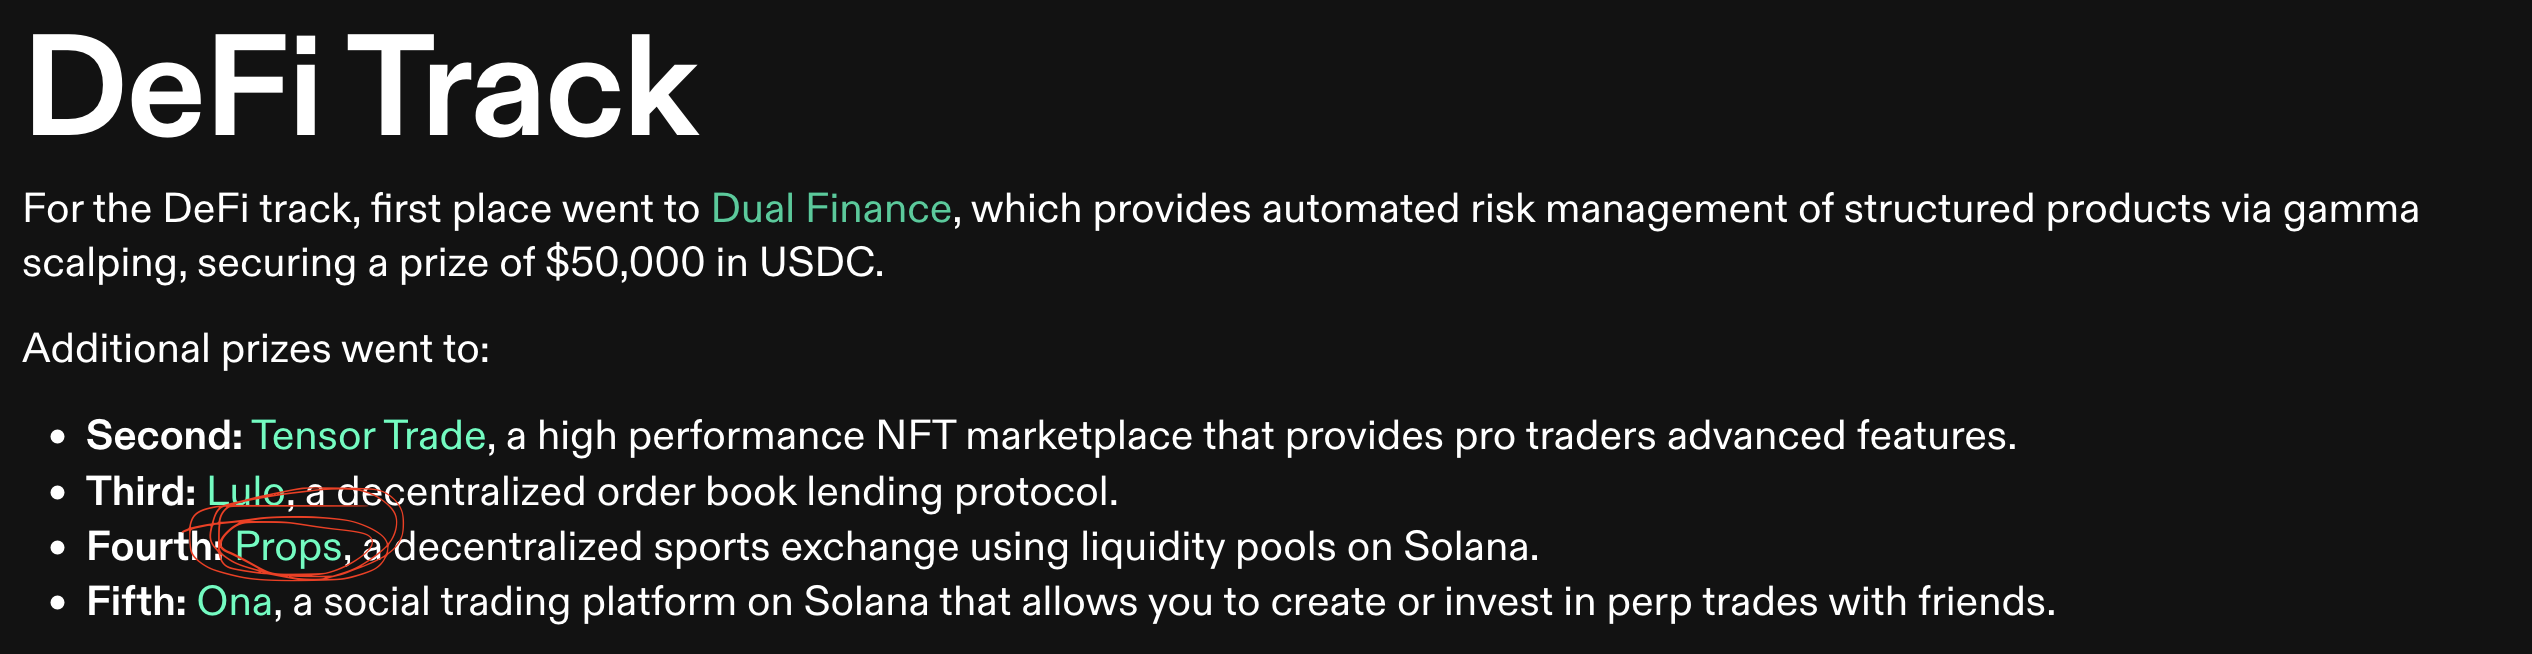 DeFi Track
For the DeFi track, first place went to Dual Finance, which provides automated risk management of structured products via gamma
scalping, securing a prize of $50,000 in USDC.
Additional prizes went to:
• Second: Tensor Trade, a high performance NFT marketplace that provides pro traders advanced features.
• Third: Lulo, a decentralized order book lending protocol.
• Fourth: Props, a decentralized sports exchange using liquidity pools on Solana.
• Fifth: Ona, a social trading platform on Solana that allows you to create or invest in perp trades with friends.